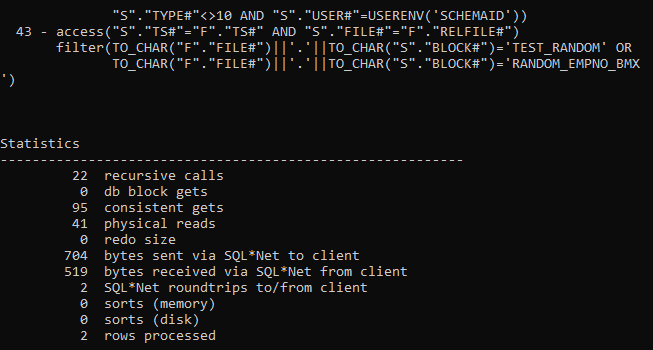 "S"."TYPE#"<>10 AND "S"."USER#"=USERENV('SCHEMAID'))
43 - access("S"."TS#"="F"."TS#" AND "S"."FILE#"="F"."RELFILE#")
filter(TO_CHAR("F"."FILE#")||'.'||TO_CHAR("S"."BLOCK#")='TEST_RANDOM' OR
TO_CHAR("F"."FILE#")||'.'||TO_CHAR("S"."BLOCK#")='RANDOM_EMPNO_BMX
')
Statistics
----------------------------------------------------------
22 recursive calls
0 db block gets
95 consistent gets
41 physical reads
0 redo size
704 bytes sent via SQL*Net to client
519 bytes received via SQL*Net from client
2 SQL*Net roundtrips to/from client
0 sorts (memory)
0 sorts (disk)
2 rows processed